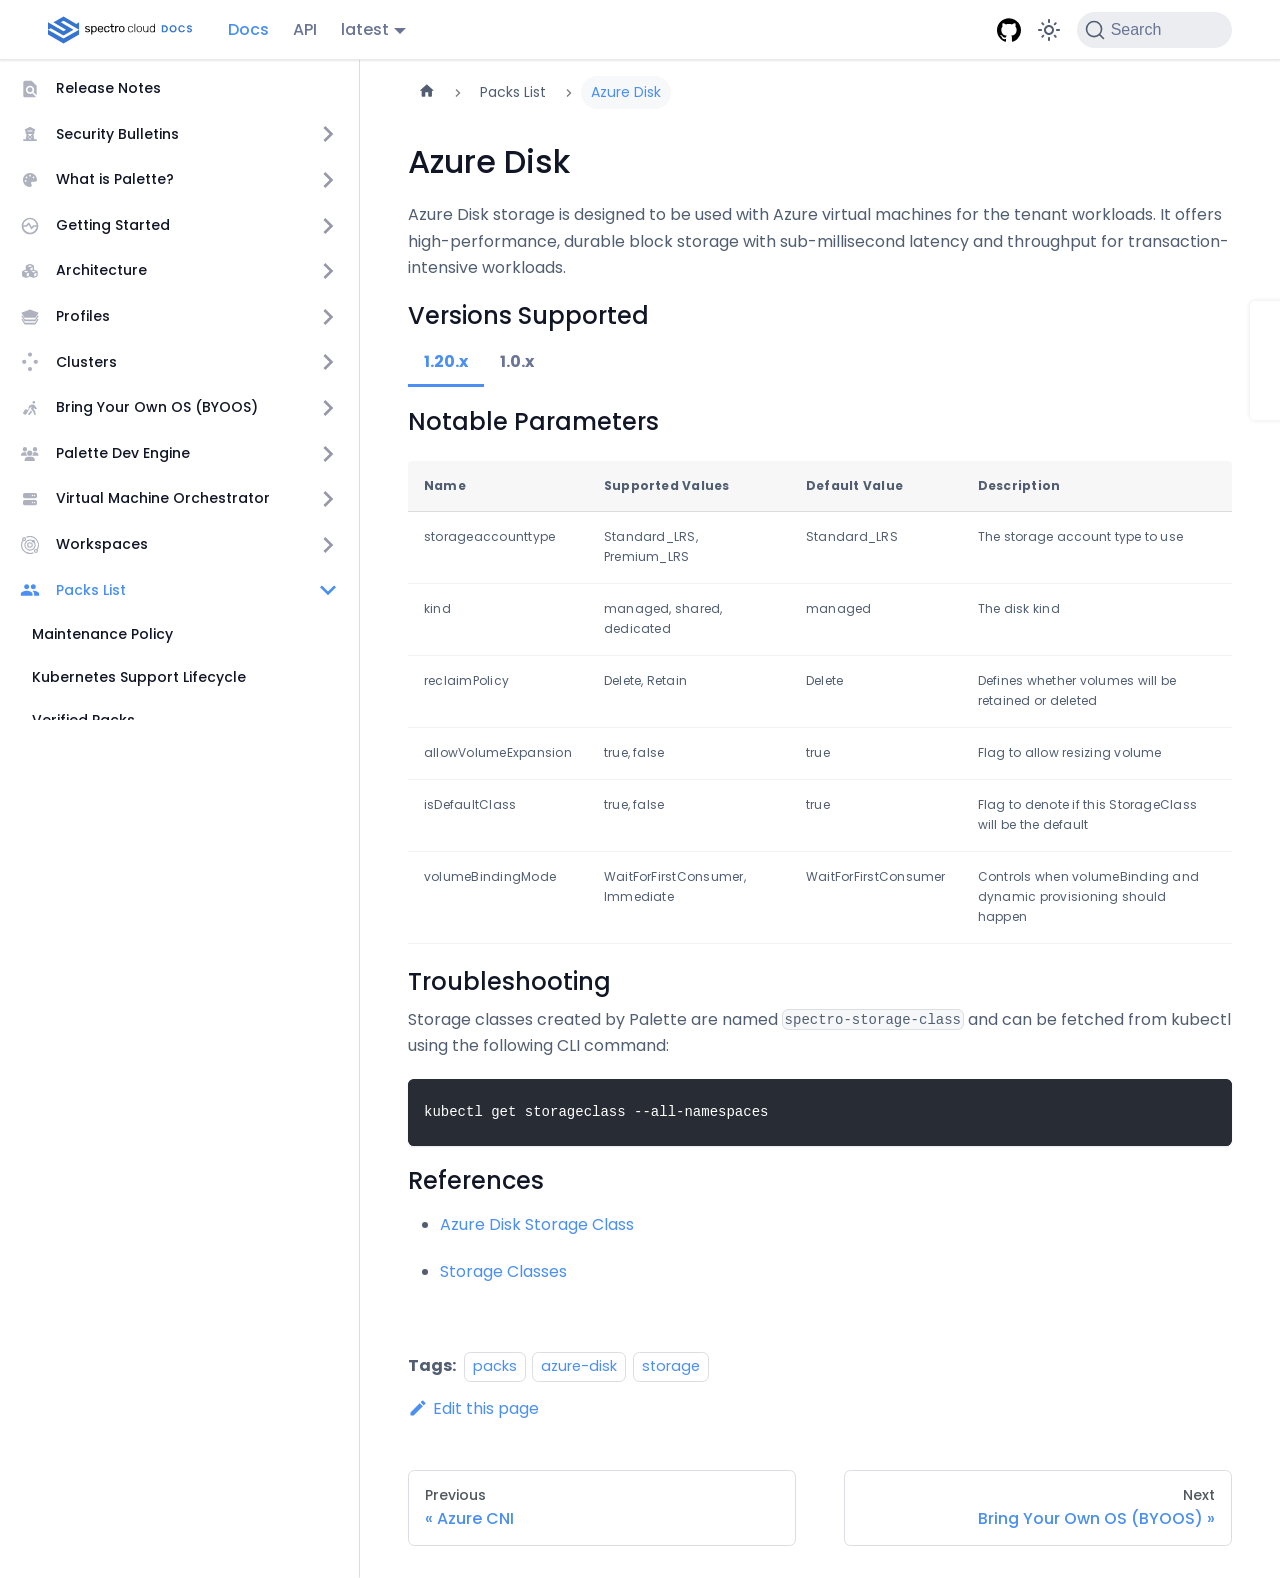 spectro cloud DOCS Docs API latest Search
Release Notes
Security Bulletins
What is Palette?
Getting Started
Architecture
Profiles
Clusters
Bring Your Own OS (BYOOS)
Palette Dev Engine
Virtual Machine Orchestrator
Workspaces
Packs List
Maintenance Policy
Kubernetes Support Lifecycle
Verified Packs
Packs List Azure Disk
Azure Disk
Azure Disk storage is designed to be used with Azure virtual machines for the tenant workloads. It offers
high-performance, durable block storage with sub-millisecond latency and throughput for transaction-
intensive workloads.
Versions Supported
1.20.x 1.0.x
Notable Parameters
Name Supported Values Default Value Description
storageaccounttype Standard_LRS, Standard_LRS The storage account type to use
Premium_LRS
kind managed, shared, managed The disk kind
dedicated
reclaimPolicy Delete, Retain Delete Defines whether volumes will be
retained or deleted
allowVolumeExpansion true, false true Flag to allow resizing volume
isDefaultClass true, false true Flag to denote if this StorageClass
will be the default
volumeBindingMode WaitForFirstConsumer, WaitForFirstConsumer Controls when volumeBinding and
Immediate dynamic provisioning should
happen
Troubleshooting
Storage classes created by Palette are named spectro-storage-class and can be fetched from kubectl
using the following CLI command:
kubectl get storageclass --all-namespaces
References
Azure Disk Storage Class
Storage Classes
Tags: packs azure-disk storage
Edit this page
Previous
« Azure CNI
Next
Bring Your Own OS (BYOOS) »